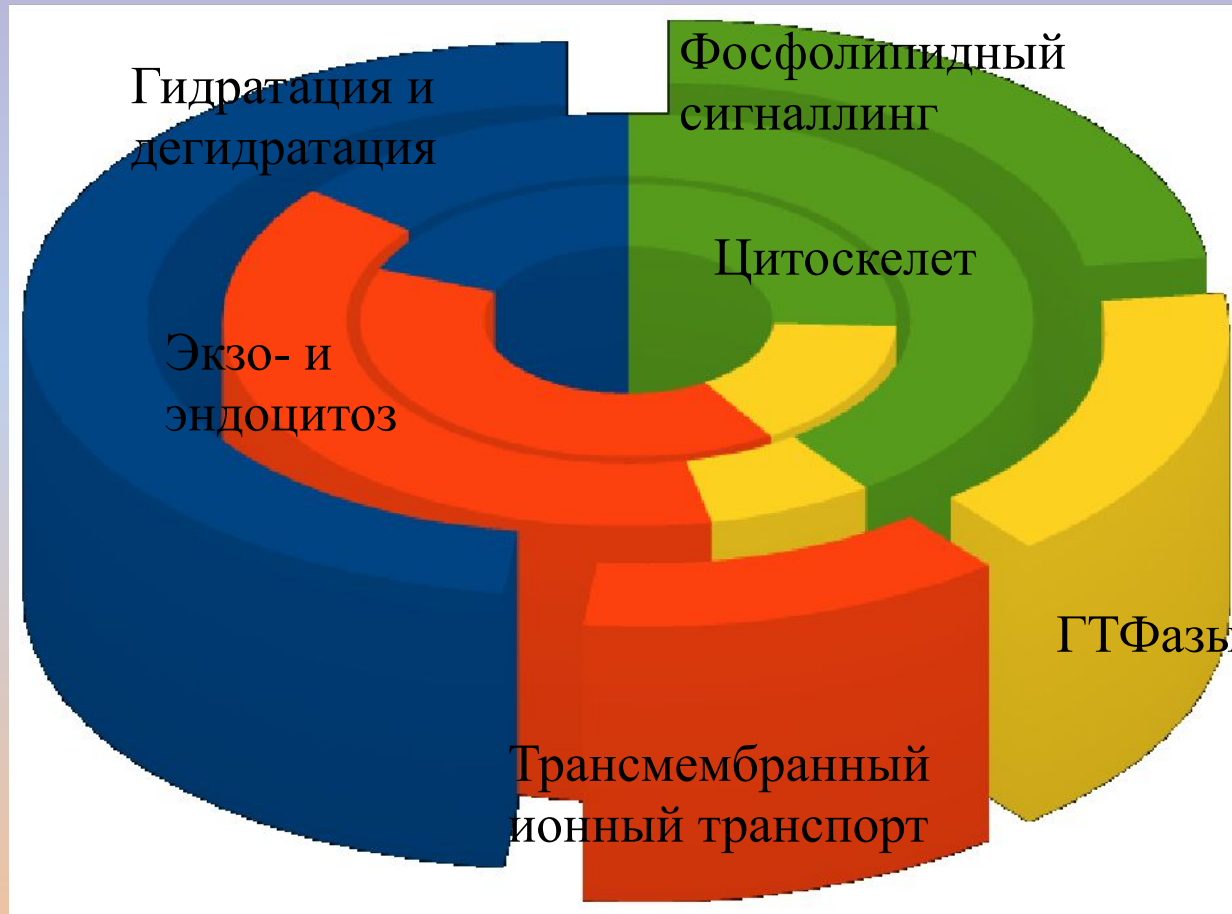 Гидратация и
дегидратация
Фосфолипидный
сигналлинг
Цитоскелет
Экзо- и
эндоцитоз
ГТФазы
Трансмембранный
ионный транспорт